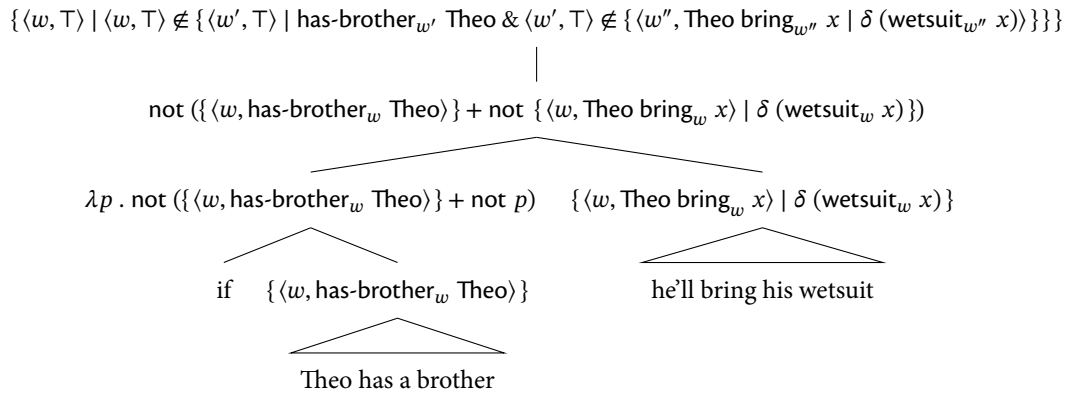 {⟨w, ⊤⟩ | ⟨w, ⊤⟩ ∉ {⟨w′, ⊤⟩ | has-brother_w′ Theo & ⟨w′, ⊤⟩ ∉ {⟨w″, Theo bring_w″ x | δ (wetsuit_w″ x)⟩}}}
not ({⟨w, has-brother_w Theo⟩} + not {⟨w, Theo bring_w x⟩ | δ (wetsuit_w x)})
λp . not ({⟨w, has-brother_w Theo⟩} + not p) {⟨w, Theo bring_w x⟩ | δ (wetsuit_w x)}
if {⟨w, has-brother_w Theo⟩} he’ll bring his wetsuit
Theo has a brother